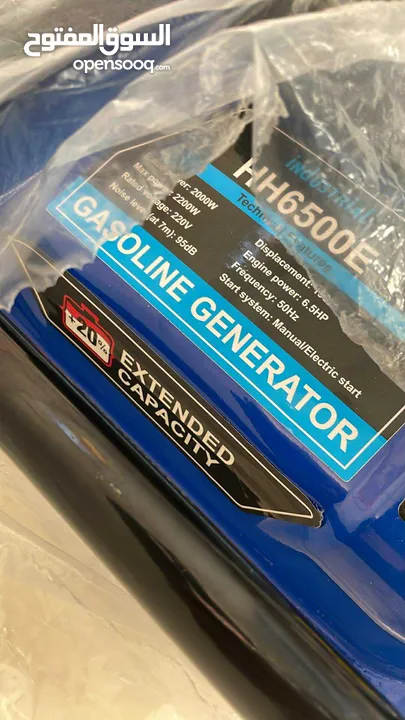 السوق المفتوح
opensooq.com
HH6500E
Technical Features
power: 2000W
Max power: 2200W
Rated voltage: 220V
Noise level (at 7m): 95dB
Displacement:
Engine power: 6.5HP
Frequency: 50Hz
Start system: Manual/Electric start
GASOLINE GENERATOR
+20%
EXTENDED
CAPACITY